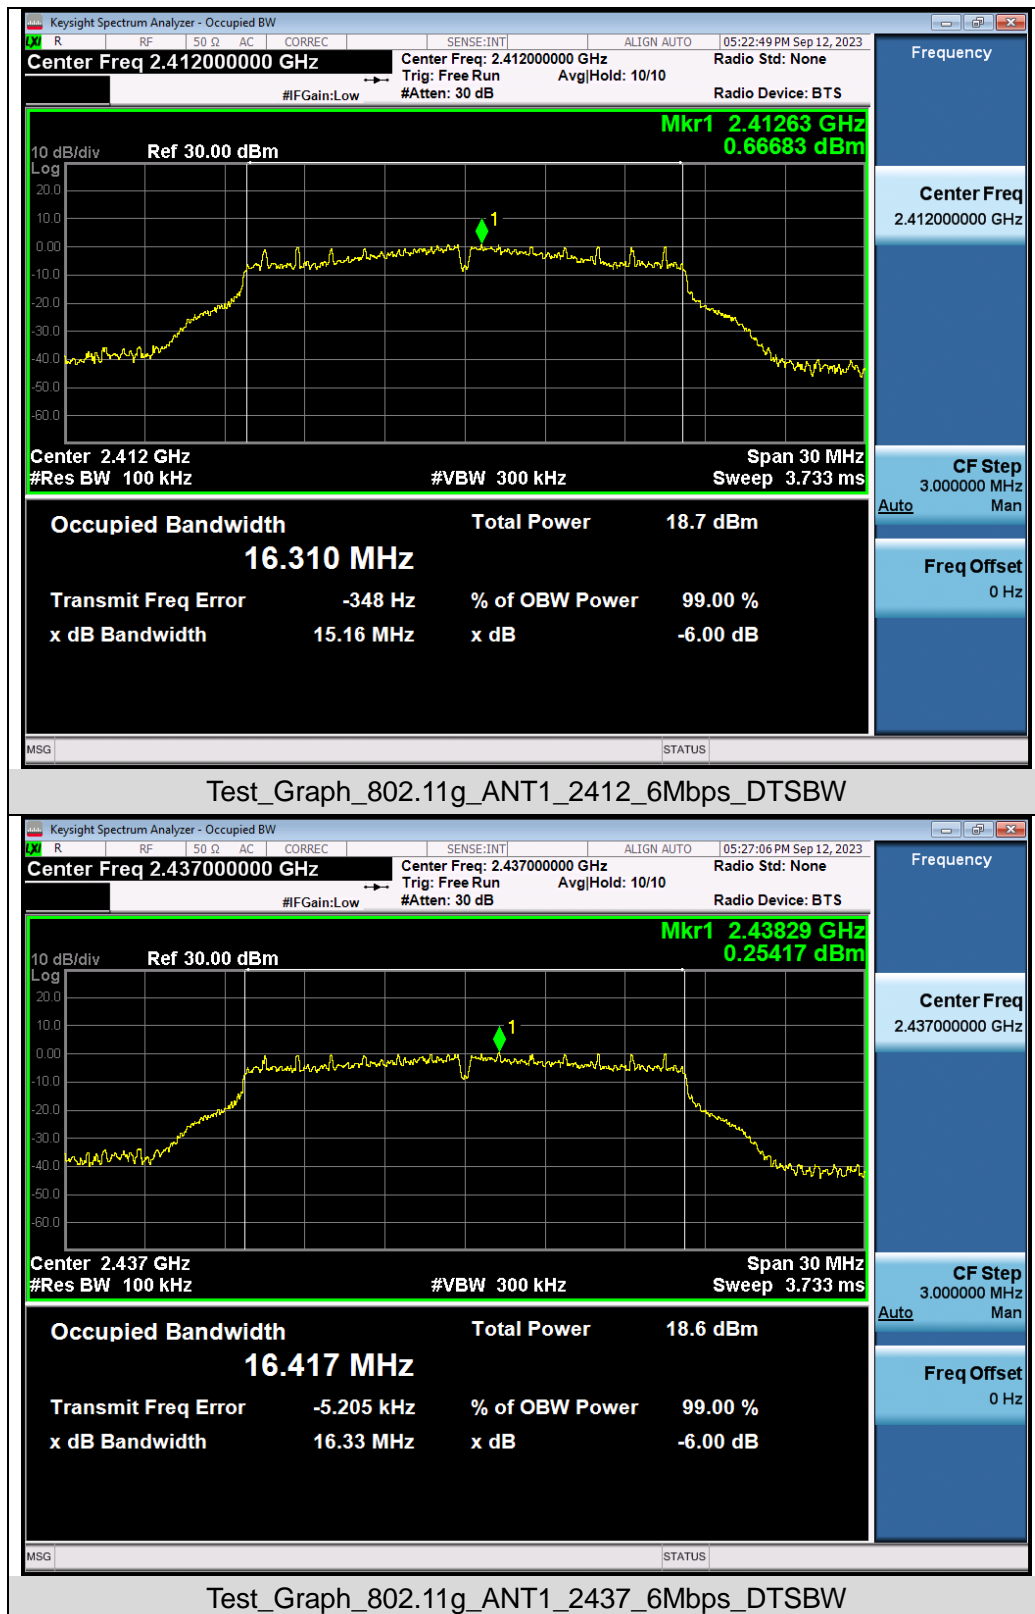 Keysight Spectrum Analyzer - Occupied BW
LXI R RF 50 Ω AC CORREC SENSE:INT ALIGN AUTO 05:22:49 PM Sep 12, 2023
Center Freq 2.412000000 GHz
Center Freq: 2.412000000 GHz Radio Std: None
Trig: Free Run Avg|Hold: 10/10
#IFGain:Low #Atten: 30 dB Radio Device: BTS
Frequency
Mkr1 2.41263 GHz
0.66683 dBm
10 dB/div Ref 30.00 dBm
Log
20.0
10.0
0.00
-10.0
-20.0
-30.0
-40.0
-50.0
-60.0
1
Center 2.412 GHz Span 30 MHz
#Res BW 100 kHz #VBW 300 kHz Sweep 3.733 ms
Center Freq
2.412000000 GHz
CF Step
3.000000 MHz
Auto Man
Freq Offset
0 Hz
Occupied Bandwidth Total Power 18.7 dBm
16.310 MHz
Transmit Freq Error -348 Hz % of OBW Power 99.00 %
x dB Bandwidth 15.16 MHz x dB -6.00 dB
MSG STATUS
Test_Graph_802.11g_ANT1_2412_6Mbps_DTSBW
Keysight Spectrum Analyzer - Occupied BW
LXI R RF 50 Ω AC CORREC SENSE:INT ALIGN AUTO 05:27:06 PM Sep 12, 2023
Center Freq 2.437000000 GHz
Center Freq: 2.437000000 GHz Radio Std: None
Trig: Free Run Avg|Hold: 10/10
#IFGain:Low #Atten: 30 dB Radio Device: BTS
Frequency
Mkr1 2.43829 GHz
0.25417 dBm
10 dB/div Ref 30.00 dBm
Log
20.0
10.0
0.00
-10.0
-20.0
-30.0
-40.0
-50.0
-60.0
1
Center 2.437 GHz Span 30 MHz
#Res BW 100 kHz #VBW 300 kHz Sweep 3.733 ms
Center Freq
2.437000000 GHz
CF Step
3.000000 MHz
Auto Man
Freq Offset
0 Hz
Occupied Bandwidth Total Power 18.6 dBm
16.417 MHz
Transmit Freq Error -5.205 kHz % of OBW Power 99.00 %
x dB Bandwidth 16.33 MHz x dB -6.00 dB
MSG STATUS
Test_Graph_802.11g_ANT1_2437_6Mbps_DTSBW